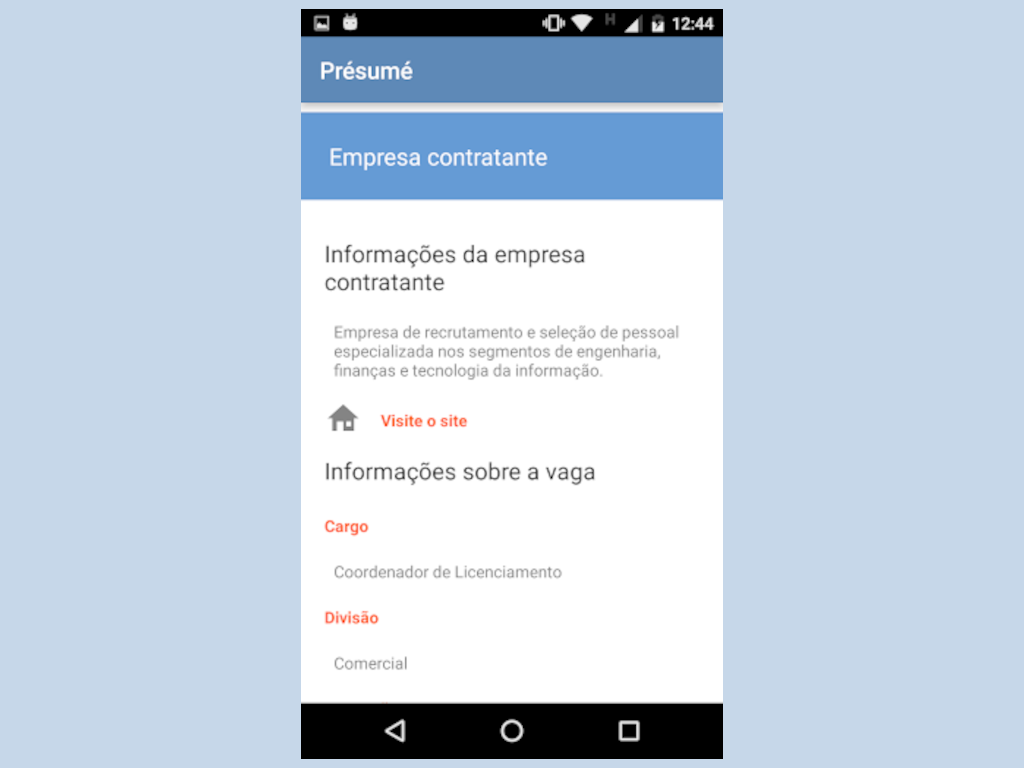 H 12:44
Présumé
Empresa contratante
Informações da empresa
contratante
Empresa de recrutamento e seleção de pessoal
especializada nos segmentos de engenharia,
finanças e tecnologia da informação.
Visite o site
Informações sobre a vaga
Cargo
Coordenador de Licenciamento
Divisão
Comercial